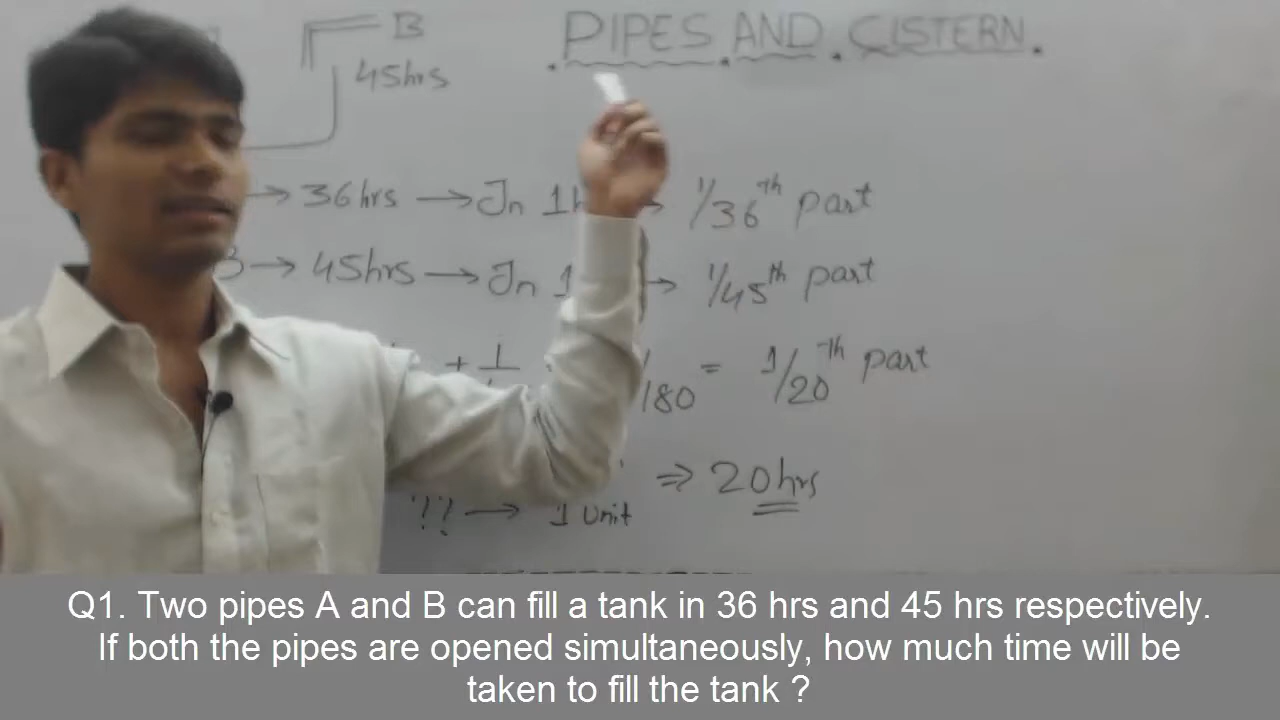 B
PIPES AND CISTERN.
45hrs
→ 36hrs → In 1h → 1/36th part
B → 45hrs → In 1 → 1/45th part
+ 1/ /180 = 1/20th part
⇒ 20hrs
?? → 1 Unit
Q1. Two pipes A and B can fill a tank in 36 hrs and 45 hrs respectively.
If both the pipes are opened simultaneously, how much time will be
taken to fill the tank ?